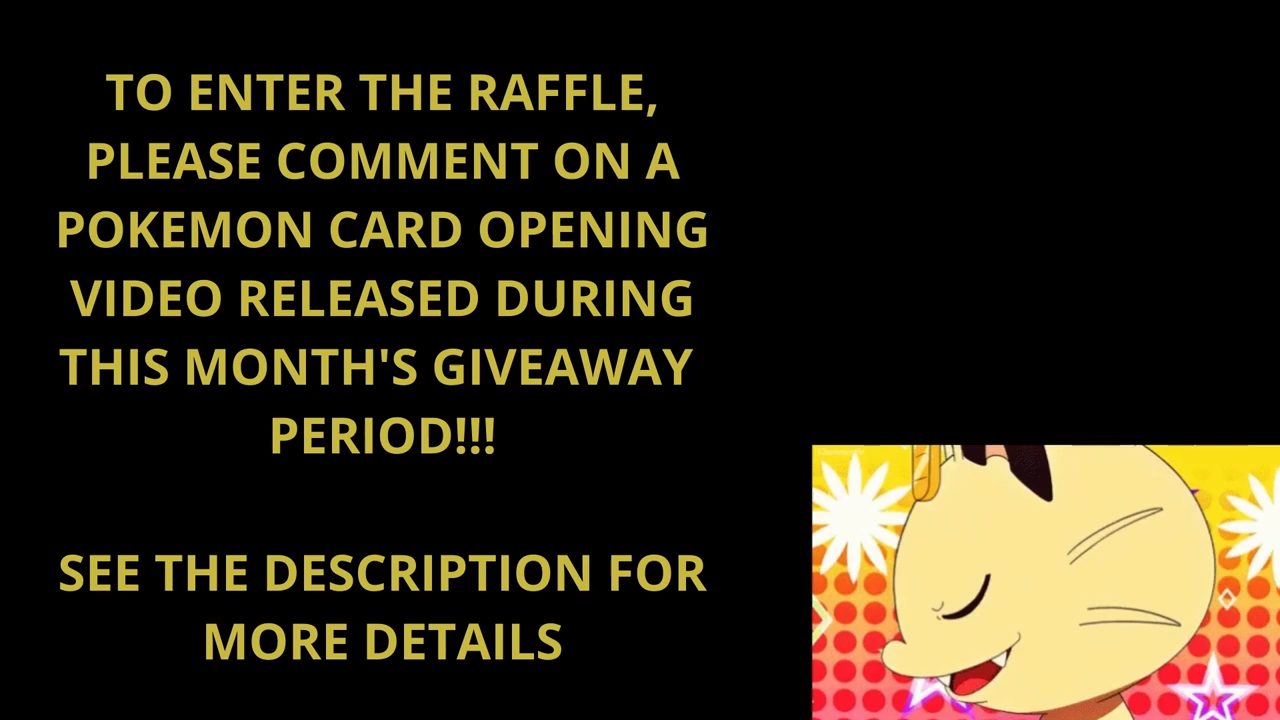 TO ENTER THE RAFFLE,
PLEASE COMMENT ON A
POKEMON CARD OPENING
VIDEO RELEASED DURING
THIS MONTH'S GIVEAWAY
PERIOD!!!
SEE THE DESCRIPTION FOR
MORE DETAILS